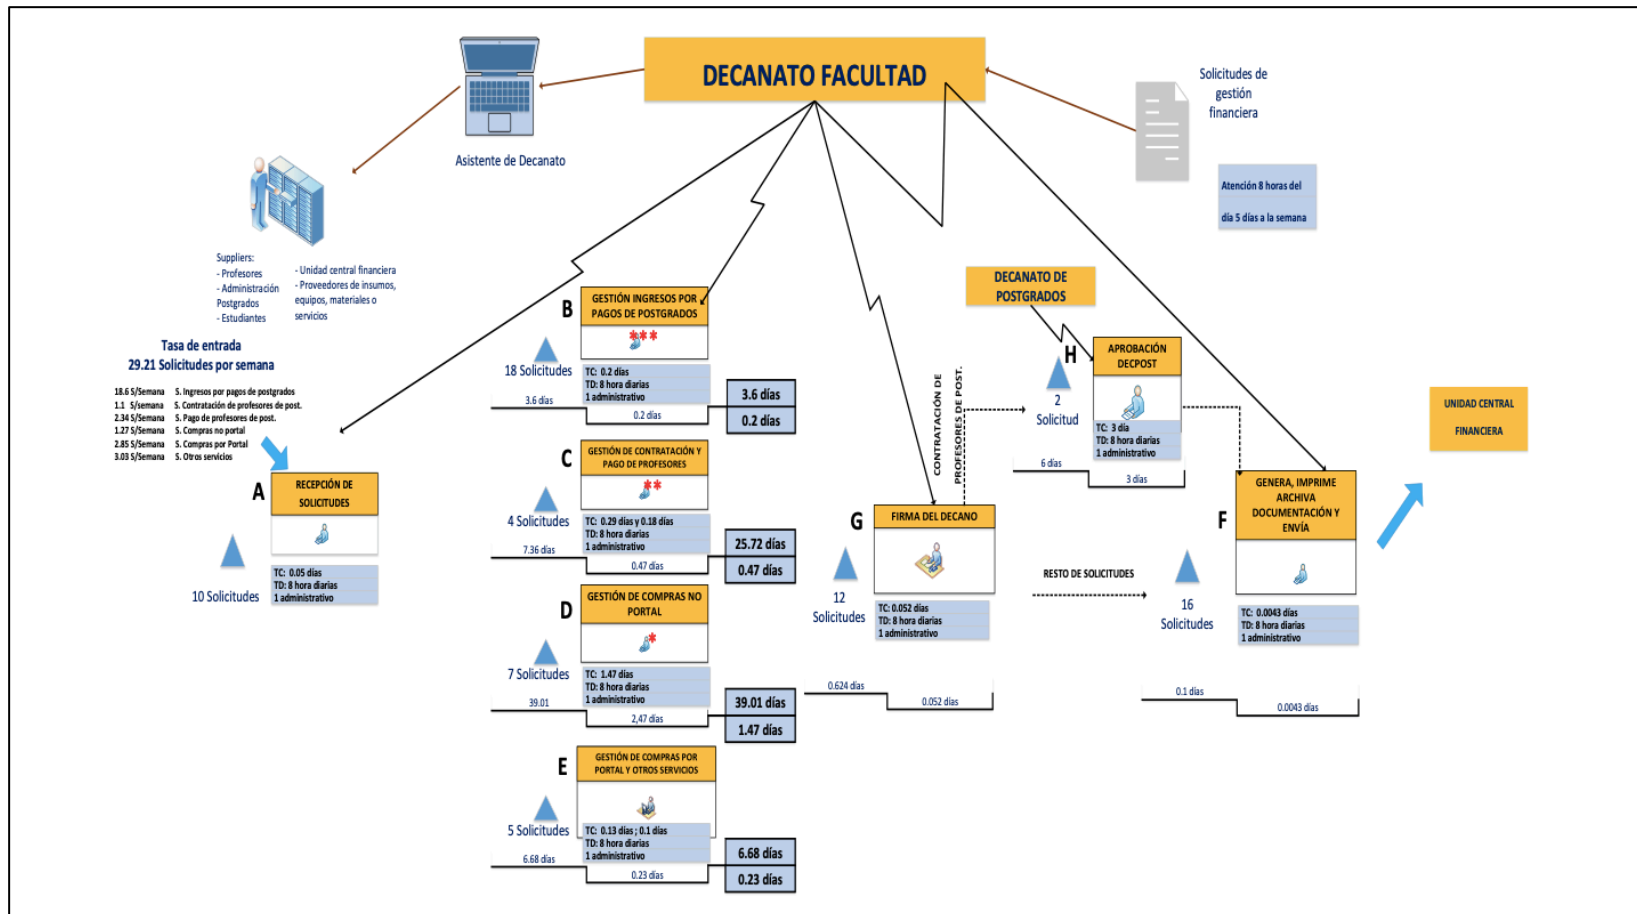 DECANATO FACULTAD
Solicitudes de
gestión
financiera
Asistente de Decanato
Atención 8 horas del
día 5 días a la semana
Suppliers:
- Profesores
- Administración
Postgrados
- Estudiantes
- Unidad central financiera
- Proveedores de insumos,
equipos, materiales o
servicios
Tasa de entrada
29.21 Solicitudes por semana
18.6 S/Semana S. Ingresos por pagos de postgrados
1.1 S/semana S. Contratación de profesores de post.
2.34 S/Semana S. Pago de profesores de post.
1.27 S/Semana S. Compras no portal
2.85 S/Semana S. Compras por Portal
3.03 S/Semana S. Otros servicios
A
RECEPCIÓN DE
SOLICITUDES
10 Solicitudes
TC: 0.05 días
TD: 8 hora diarias
1 administrativo
B
GESTIÓN INGRESOS POR
PAGOS DE POSTGRADOS
***
18 Solicitudes
TC: 0.2 días
TD: 8 hora diarias
1 administrativo
3.6 días
0.2 días
3.6 días
0.2 días
C
GESTIÓN DE CONTRATACIÓN Y
PAGO DE PROFESORES
**
4 Solicitudes
TC: 0.29 días y 0.18 días
TD: 8 hora diarias
1 administrativo
7.36 días
0.47 días
25.72 días
0.47 días
D
GESTIÓN DE COMPRAS NO
PORTAL
*
7 Solicitudes
TC: 1.47 días
TD: 8 hora diarias
1 administrativo
39.01
2,47 días
39.01 días
1.47 días
E
GESTIÓN DE COMPRAS POR
PORTAL Y OTROS SERVICIOS
5 Solicitudes
TC: 0.13 días ; 0.1 días
TD: 8 hora diarias
1 administrativo
6.68 días
0.23 días
6.68 días
0.23 días
G
FIRMA DEL DECANO
12
Solicitudes
TC: 0.052 días
TD: 8 hora diarias
1 administrativo
0.624 días
0.052 días
CONTRATACIÓN DE
PROFESORES DE POST.
RESTO DE SOLICITUDES
DECANATO DE
POSTGRADOS
H
APROBACIÓN
DECPOST
2
Solicitud
TC: 3 día
TD: 8 hora diarias
1 administrativo
6 días
3 días
F
GENERA, IMPRIME
ARCHIVA
DOCUMENTACIÓN Y
ENVÍA
16
Solicitudes
TC: 0.0043 días
TD: 8 hora diarias
1 administrativo
0.1 días
0.0043 días
UNIDAD CENTRAL
FINANCIERA